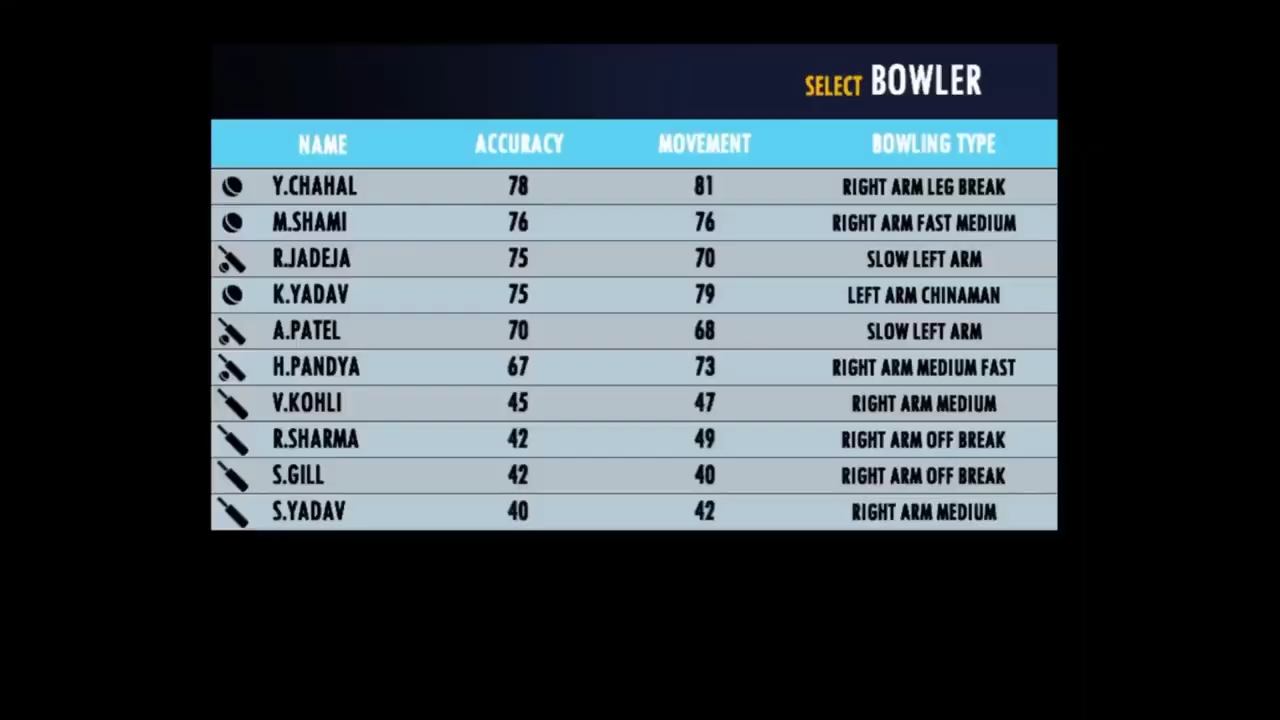 SELECT BOWLER
NAME ACCURACY MOVEMENT BOWLING TYPE
Y.CHAHAL 78 81 RIGHT ARM LEG BREAK
M.SHAMI 76 76 RIGHT ARM FAST MEDIUM
R.JADEJA 75 70 SLOW LEFT ARM
K.YADAV 75 79 LEFT ARM CHINAMAN
A.PATEL 70 68 SLOW LEFT ARM
H.PANDYA 67 73 RIGHT ARM MEDIUM FAST
V.KOHLI 45 47 RIGHT ARM MEDIUM
R.SHARMA 42 49 RIGHT ARM OFF BREAK
S.GILL 42 40 RIGHT ARM OFF BREAK
S.YADAV 40 42 RIGHT ARM MEDIUM